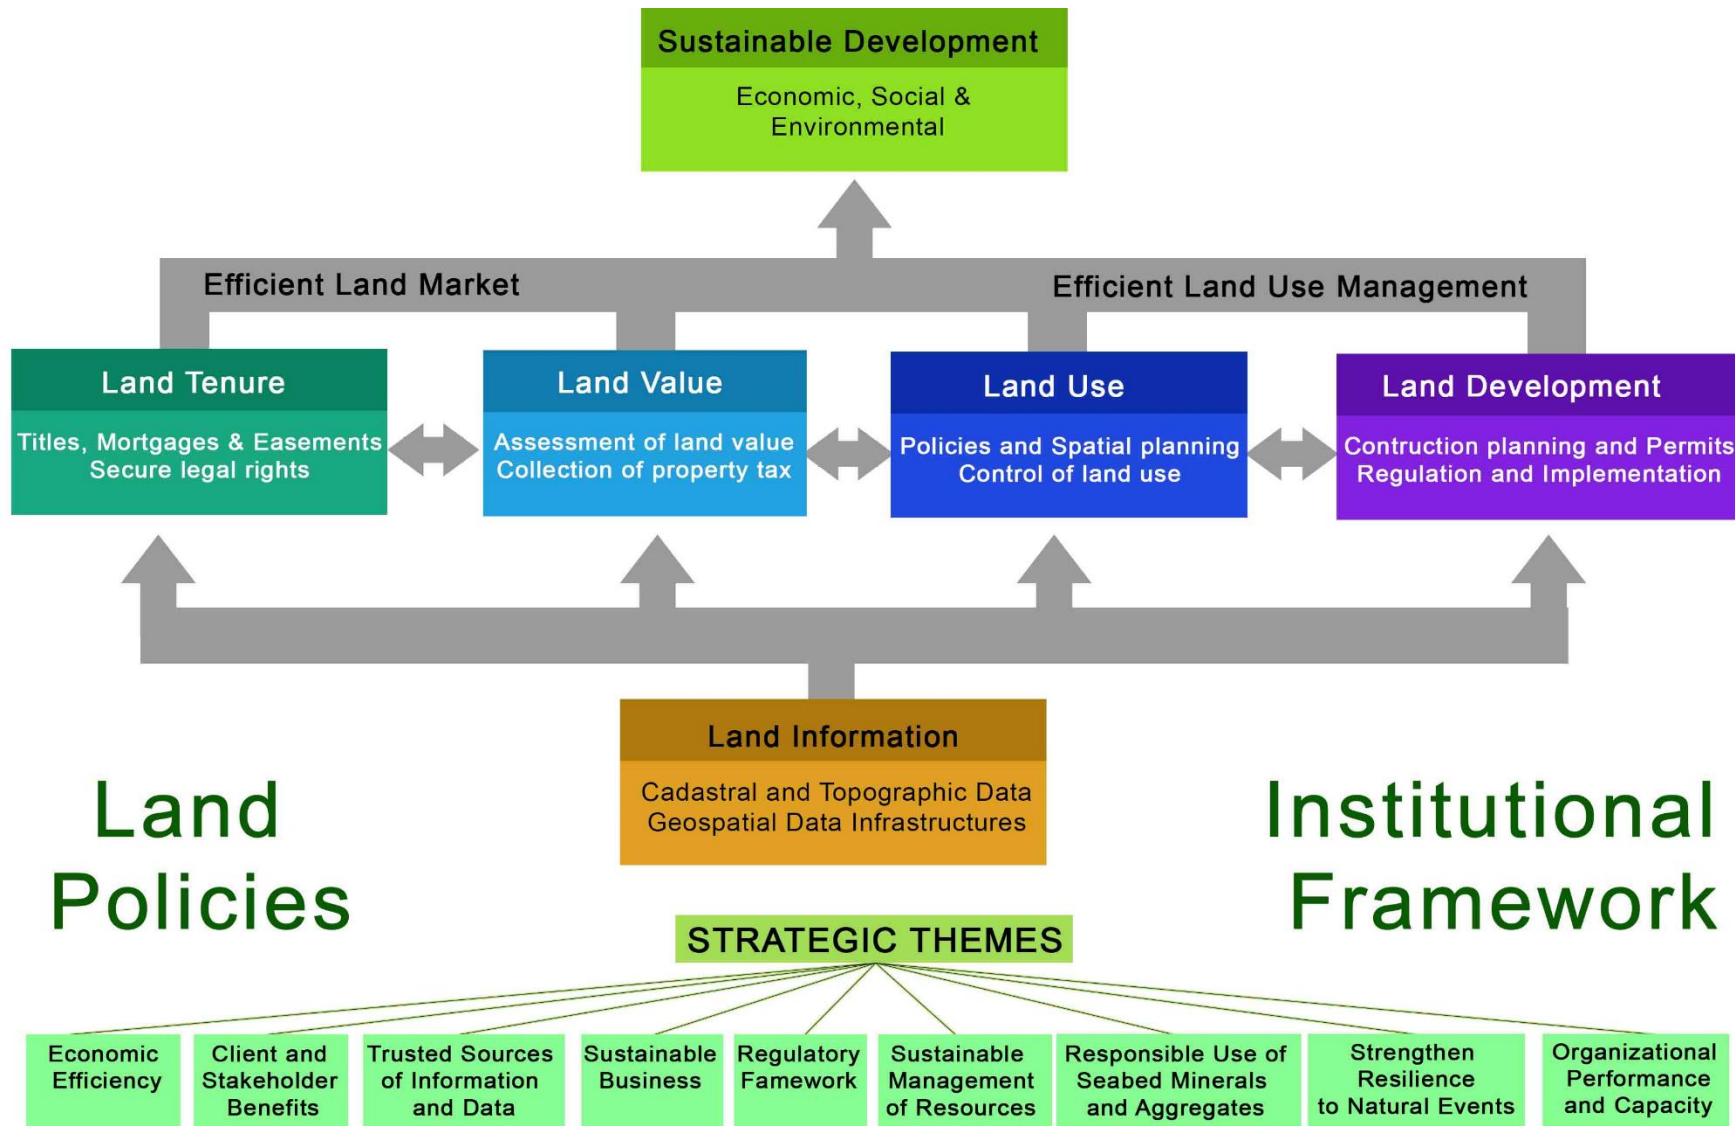 Sustainable Development
Economic, Social &
Environmental
Efficient Land Market
Efficient Land Use Management
Land Tenure
Titles, Mortgages & Easements
Secure legal rights
Land Value
Assessment of land value
Collection of property tax
Land Use
Policies and Spatial planning
Control of land use
Land Development
Contruction planning and Permits
Regulation and Implementation
Land Information
Cadastral and Topographic Data
Geospatial Data Infrastructures
Land
Policies
Institutional
Framework
STRATEGIC THEMES
Economic
Efficiency
Client and
Stakeholder
Benefits
Trusted Sources
of Information
and Data
Sustainable
Business
Regulatory
Famework
Sustainable
Management
of Resources
Responsible Use of
Seabed Minerals
and Aggregates
Strengthen
Resilience
to Natural Events
Organizational
Performance
and Capacity